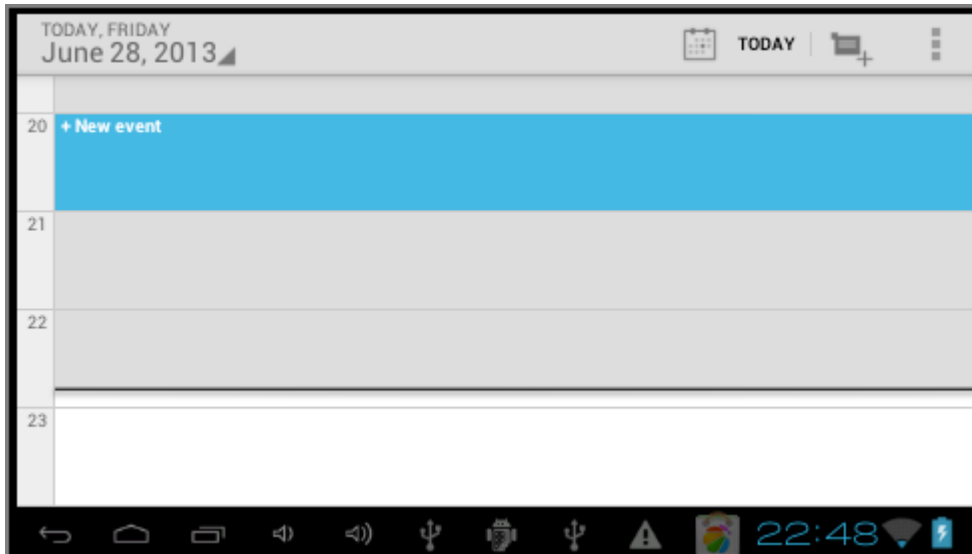 TODAY, FRIDAY
June 28, 2013
TODAY
20
+ New event
21
22
23
22:48